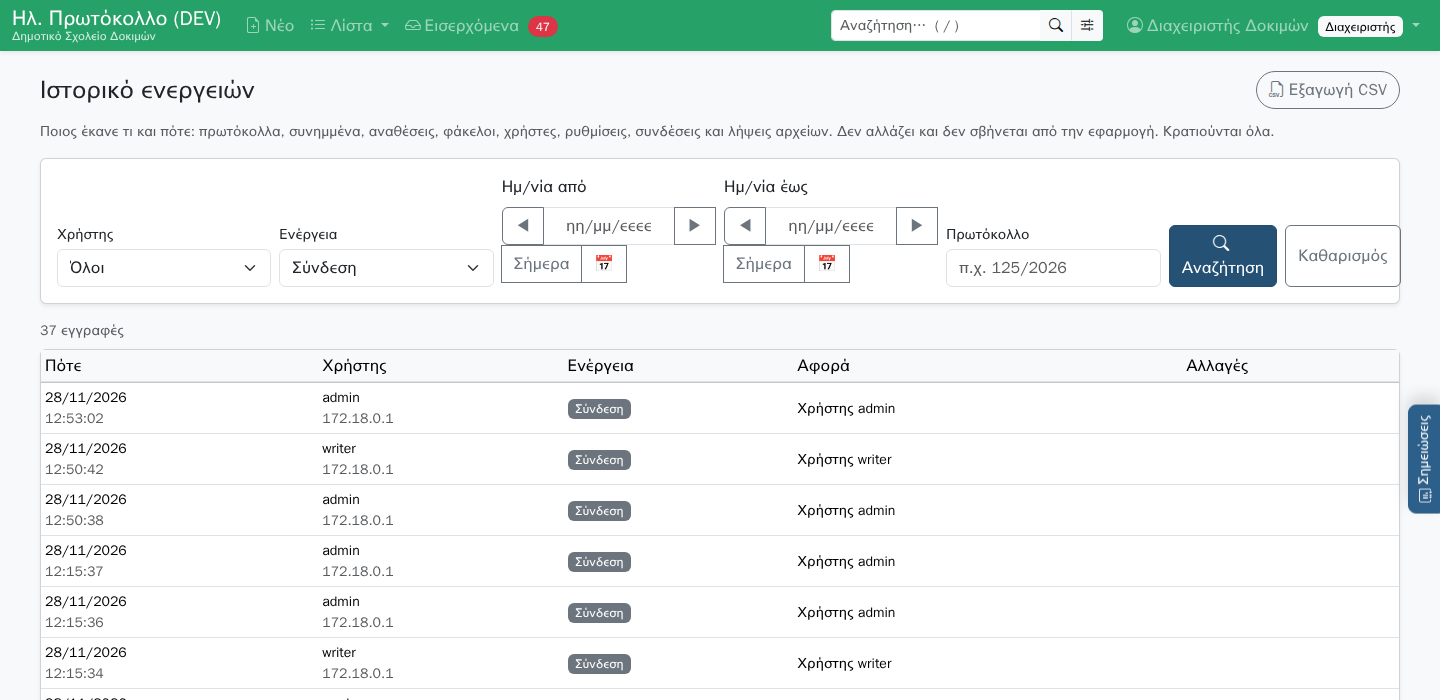 Ηλ. Πρωτόκολλο (DEV)
Δημοτικό Σχολείο Δοκιμών
Νέο
Λίστα
Εισερχόμενα 47
Αναζήτηση… ( / )
Διαχειριστής Δοκιμών Διαχειριστής
Ιστορικό ενεργειών
Εξαγωγή CSV
Ποιος έκανε τι και πότε: πρωτόκολλα, συνημμένα, αναθέσεις, φάκελοι, χρήστες, ρυθμίσεις, συνδέσεις και λήψεις αρχείων. Δεν αλλάζει και δεν σβήνεται από την εφαρμογή. Κρατιούνται όλα.
Χρήστης
Όλοι
Ενέργεια
Σύνδεση
Ημ/νία από
◀ ηη/μμ/εεεε ▶
Σήμερα
Ημ/νία έως
◀ ηη/μμ/εεεε ▶
Σήμερα
Πρωτόκολλο
π.χ. 125/2026
Αναζήτηση
Καθαρισμός
37 εγγραφές
Πότε Χρήστης Ενέργεια Αφορά Αλλαγές
28/11/2026 admin
12:53:02 172.18.0.1 Σύνδεση Χρήστης admin
28/11/2026 writer
12:50:42 172.18.0.1 Σύνδεση Χρήστης writer
28/11/2026 admin
12:50:38 172.18.0.1 Σύνδεση Χρήστης admin
28/11/2026 admin
12:15:37 172.18.0.1 Σύνδεση Χρήστης admin
28/11/2026 admin
12:15:36 172.18.0.1 Σύνδεση Χρήστης admin
28/11/2026 writer
12:15:34 172.18.0.1 Σύνδεση Χρήστης writer
Σημειώσεις